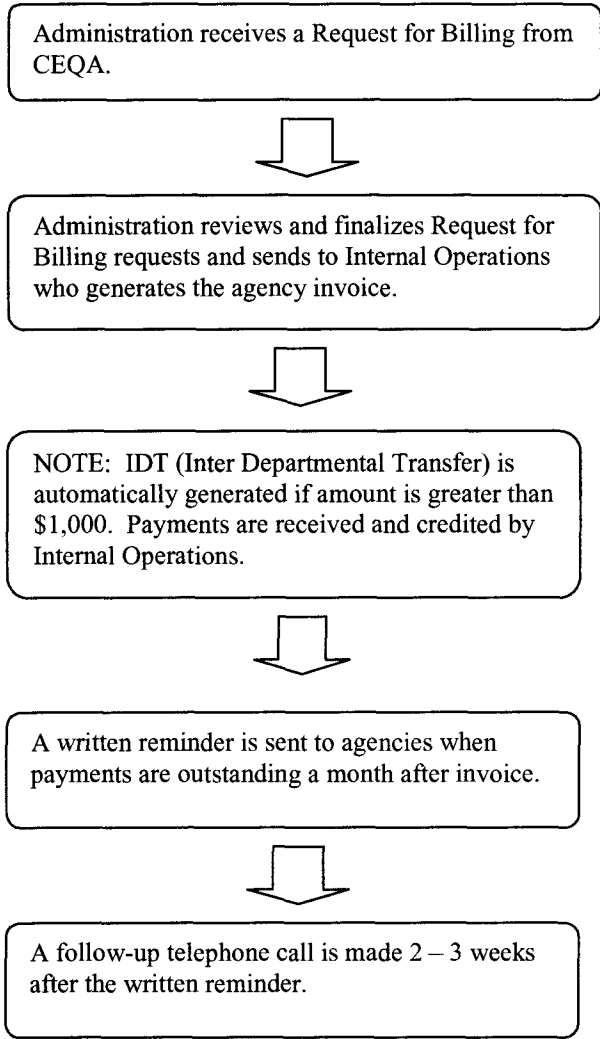 Administration receives a Request for Billing from
CEQA.
Administration reviews and finalizes Request for
Billing requests and sends to Internal Operations
who generates the agency invoice.
NOTE:  IDT (Inter Departmental Transfer) is
automatically generated if amount is greater than
$1,000.  Payments are received and credited by
Internal Operations.
A written reminder is sent to agencies when
payments are outstanding a month after invoice.
A follow-up telephone call is made 2 – 3 weeks
after the written reminder.